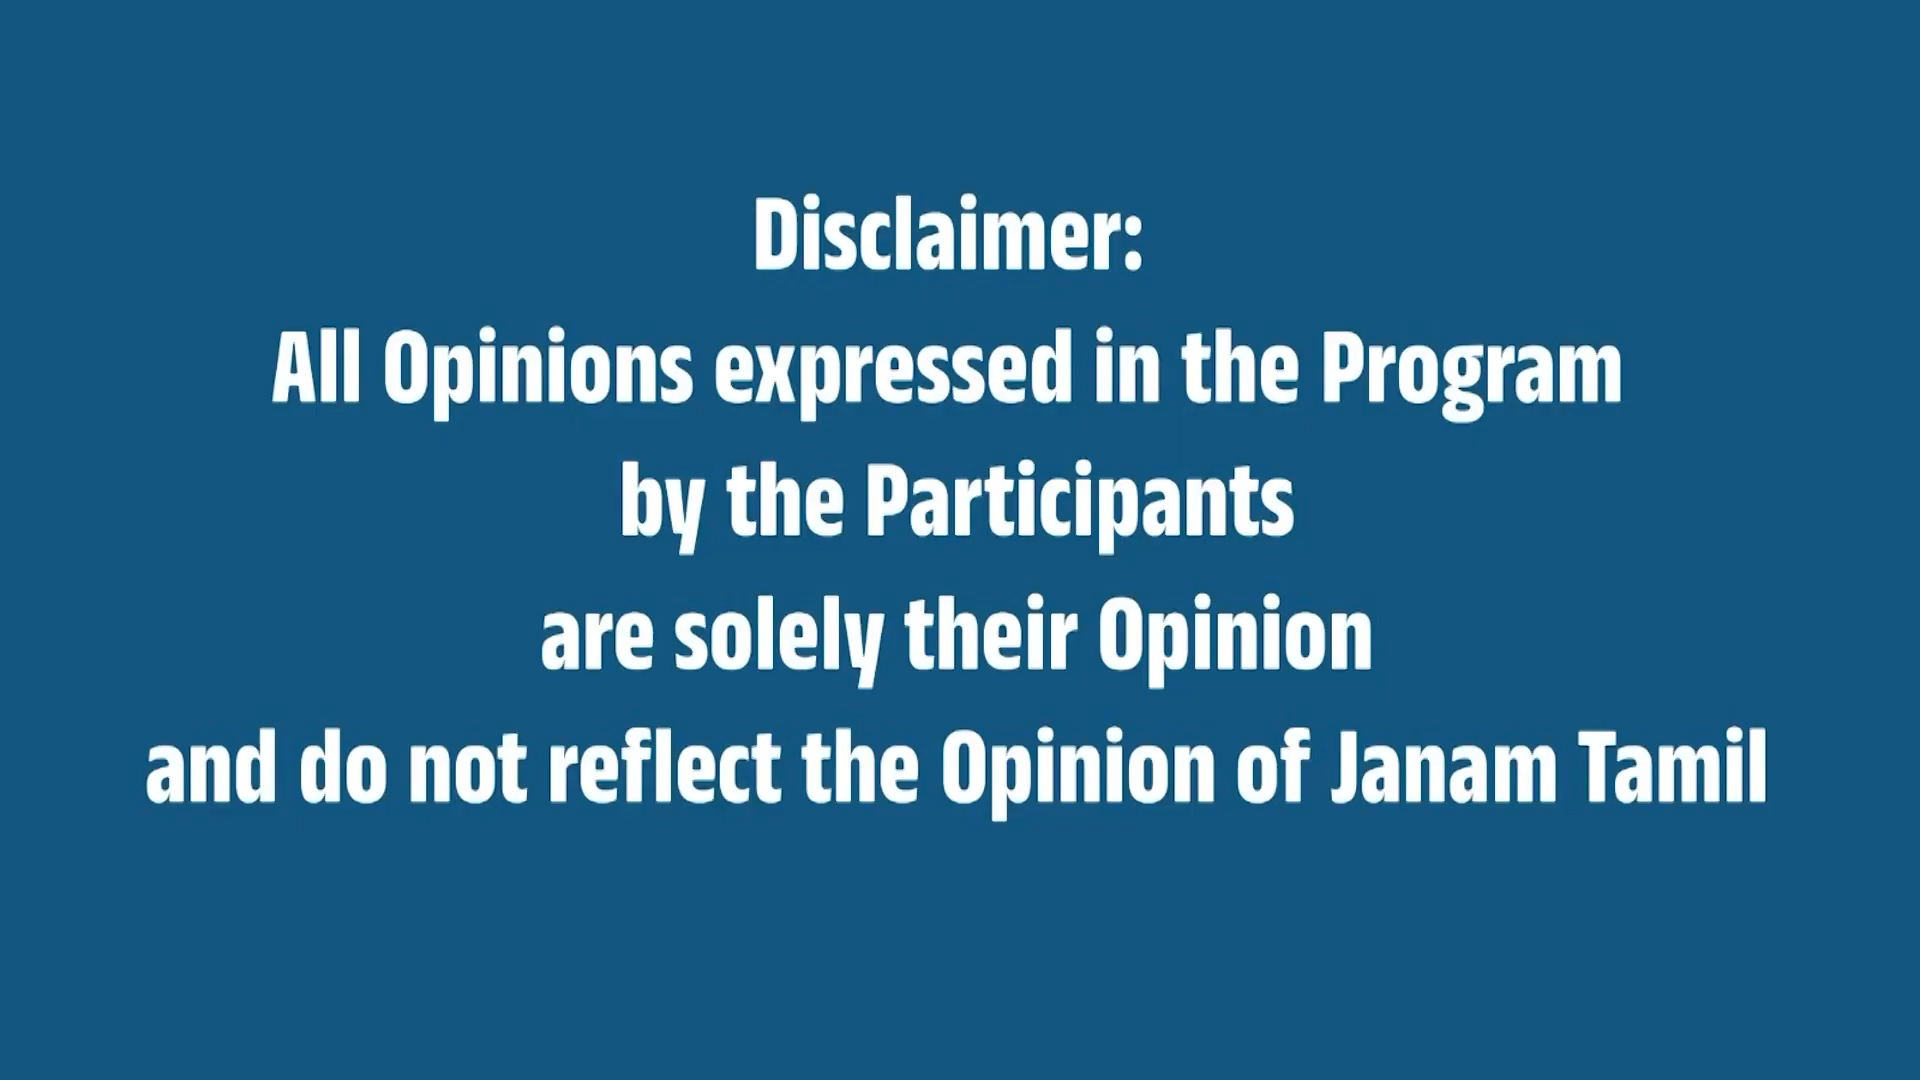 Disclaimer:
All Opinions expressed in the Program
by the Participants
are solely their Opinion
and do not reflect the Opinion of Janam Tamil